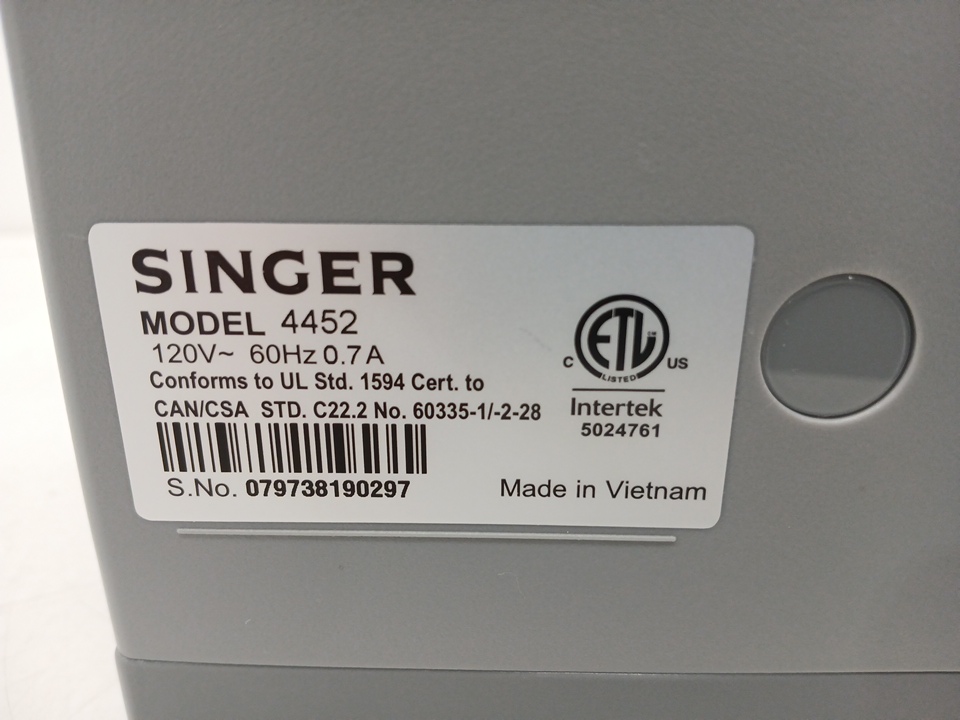 SINGER
MODEL 4452
120V~ 60Hz 0.7A
Conforms to UL Std. 1594 Cert. to
CAN/CSA STD. C22.2 No. 60335-1/-2-28
S.No. 079738190297
ETL
C US
LISTED
Intertek
5024761
Made in Vietnam